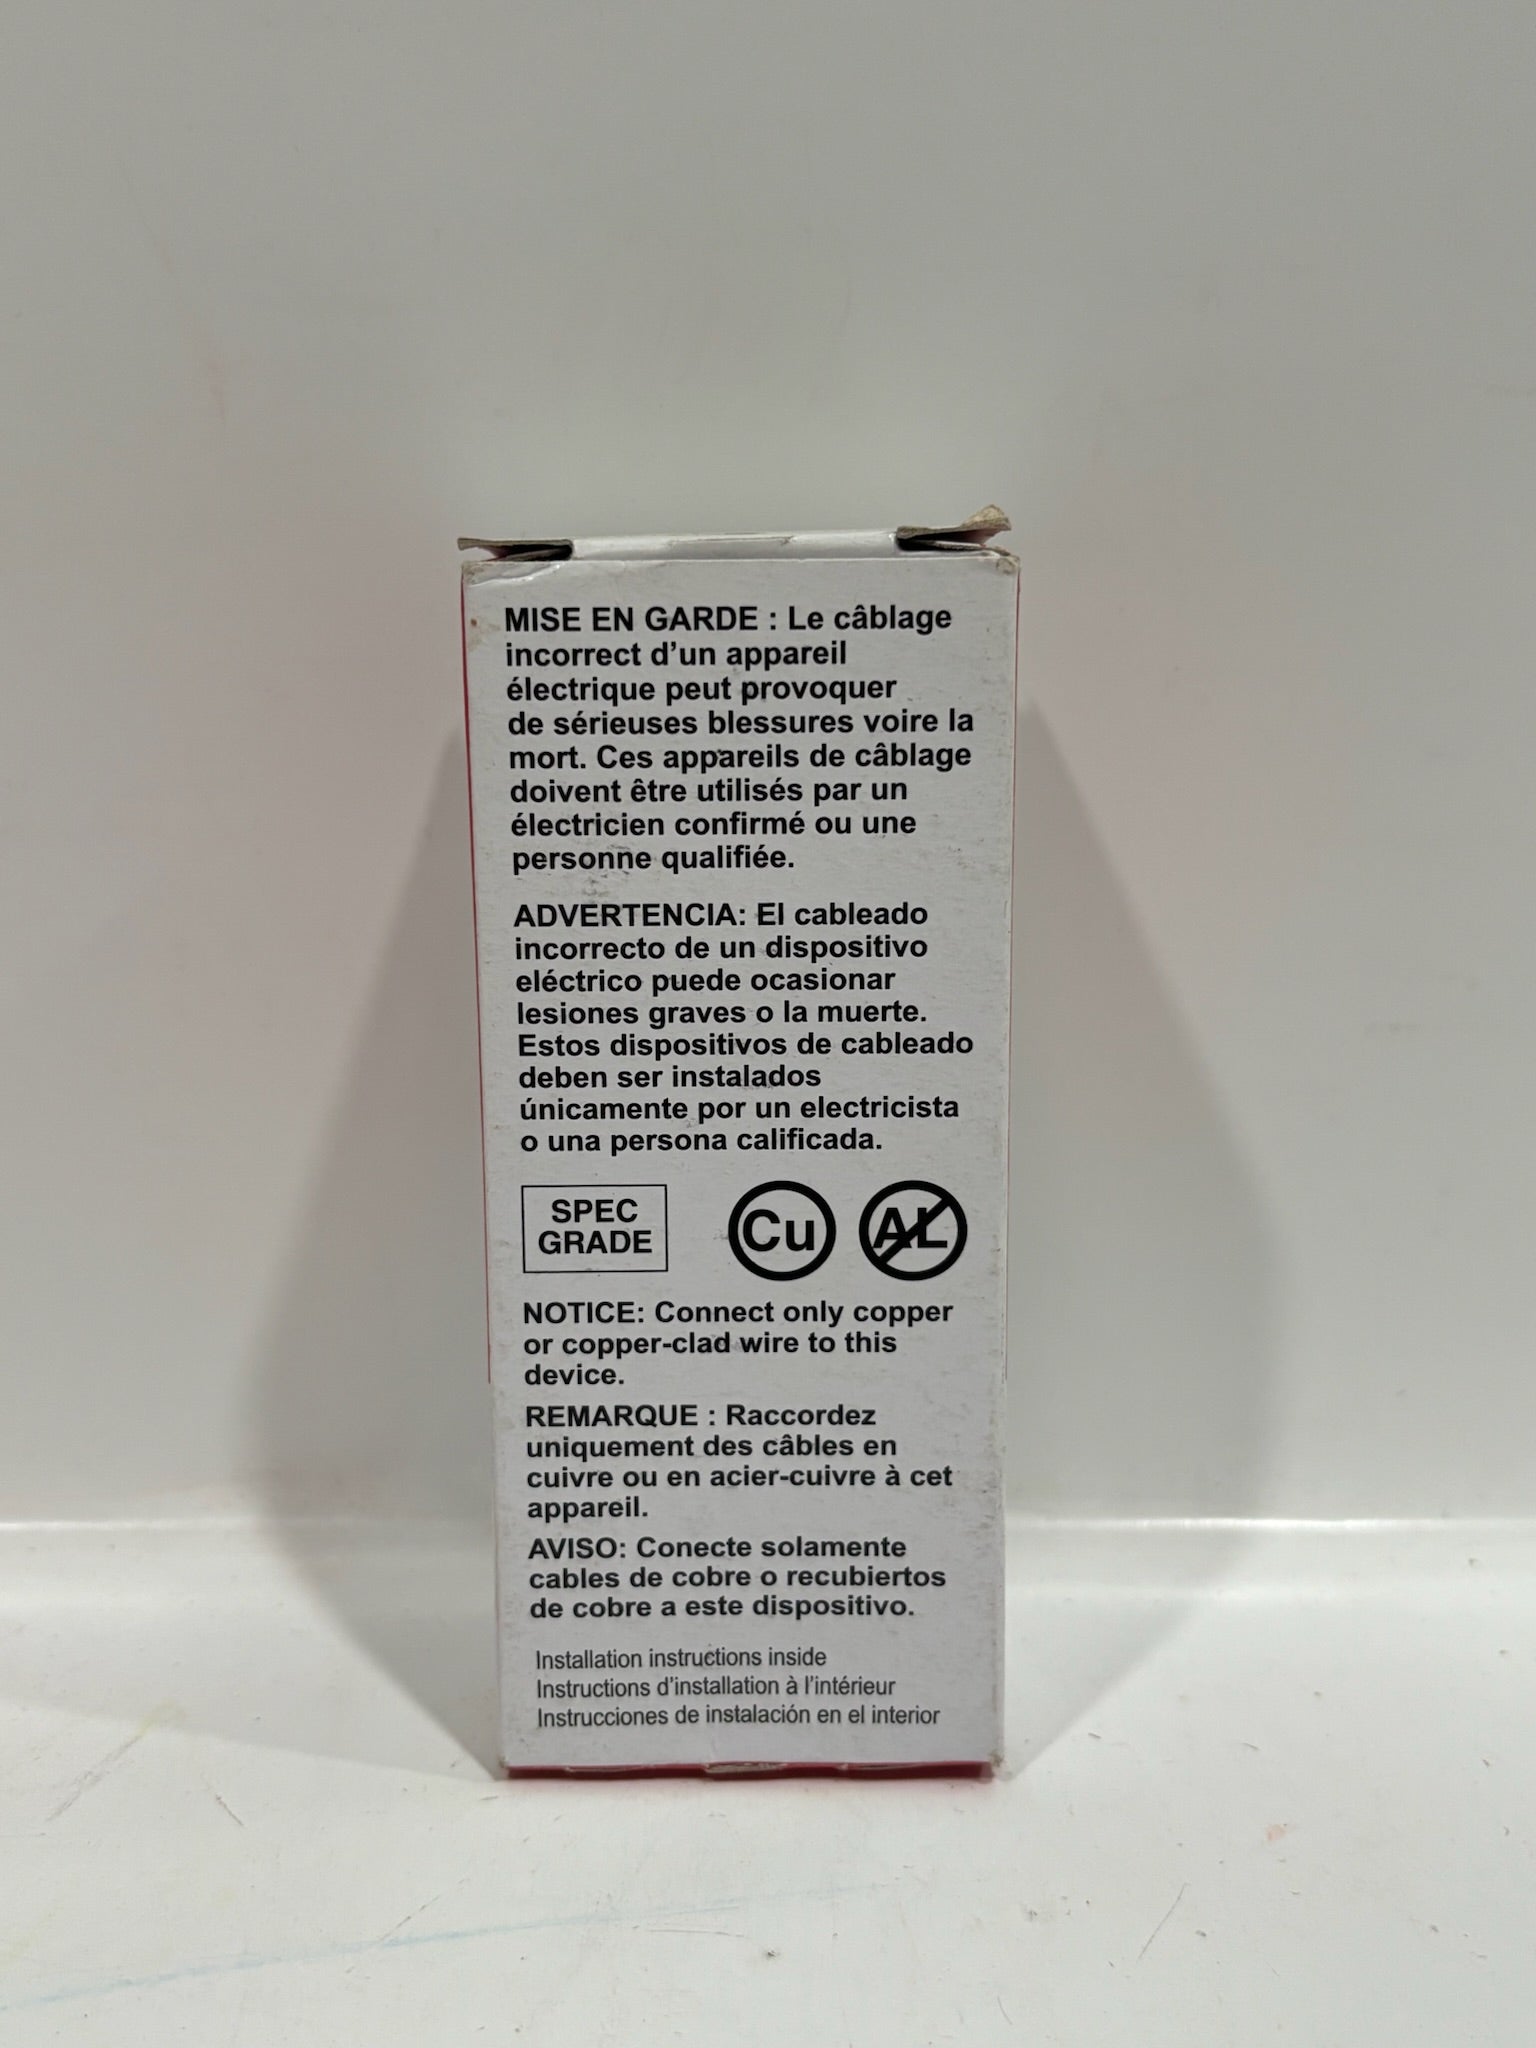 MISE EN GARDE : Le câblage
incorrect d’un appareil
électrique peut provoquer
de sérieuses blessures voire la
mort. Ces appareils de câblage
doivent être utilisés par un
électricien confirmé ou une
personne qualifiée.
ADVERTENCIA: El cableado
incorrecto de un dispositivo
eléctrico puede ocasionar
lesiones graves o la muerte.
Estos dispositivos de cableado
deben ser instalados
únicamente por un electricista
o una persona calificada.
SPEC
GRADE
Cu
AL
NOTICE: Connect only copper
or copper-clad wire to this
device.
REMARQUE : Raccordez
uniquement des câbles en
cuivre ou en acier-cuivre à cet
appareil.
AVISO: Conecte solamente
cables de cobre o recubiertos
de cobre a este dispositivo.
Installation instructions inside
Instructions d’installation à l’intérieur
Instrucciones de instalación en el interior